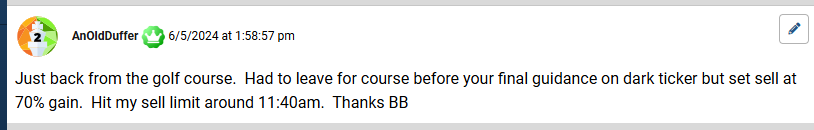 2
AnOldDuffer 6/5/2024 at 1:58:57 pm
Just back from the golf course. Had to leave for course before your final guidance on dark ticker but set sell at
70% gain. Hit my sell limit around 11:40am. Thanks BB